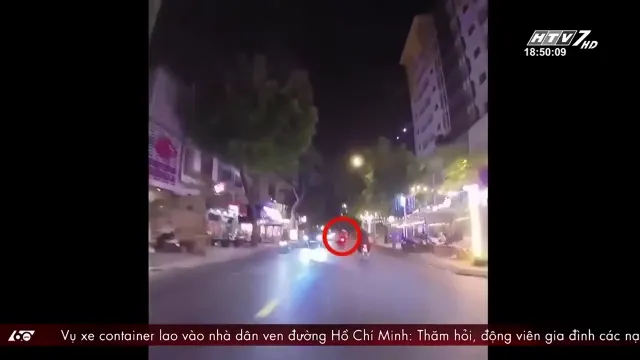 HTV7 HD
18:50:09
Vụ xe container lao vào nhà dân ven đường Hồ Chí Minh: Thăm hỏi, động viên gia đình các nạ